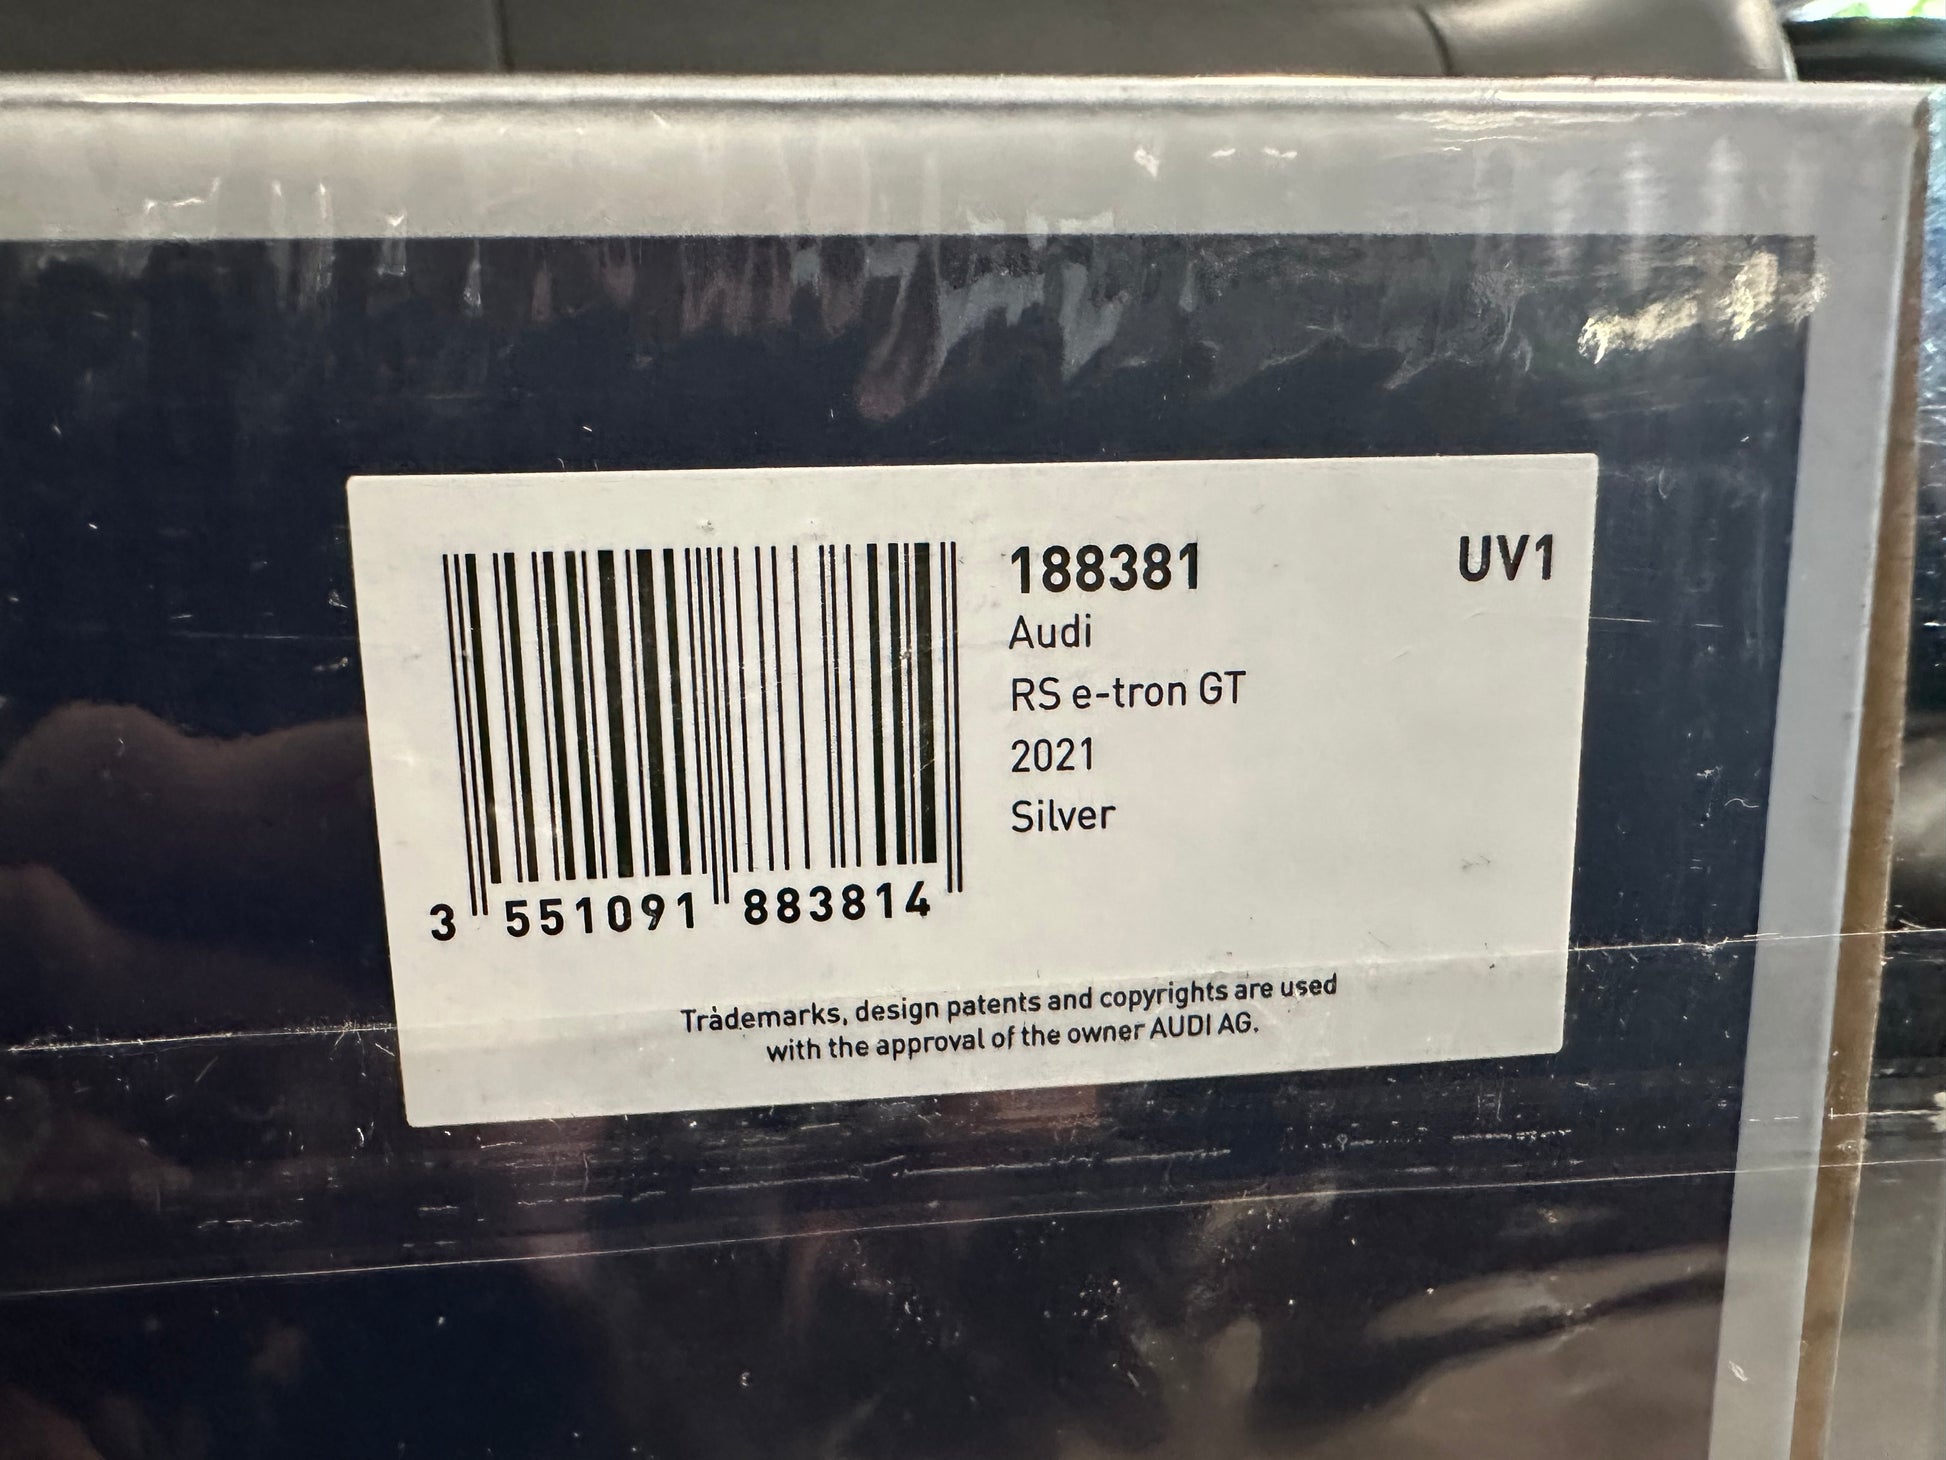 188381 UV1
Audi
RS e-tron GT
2021
Silver
3 551091 883814
Trademarks, design patents and copyrights are used
with the approval of the owner AUDI AG.